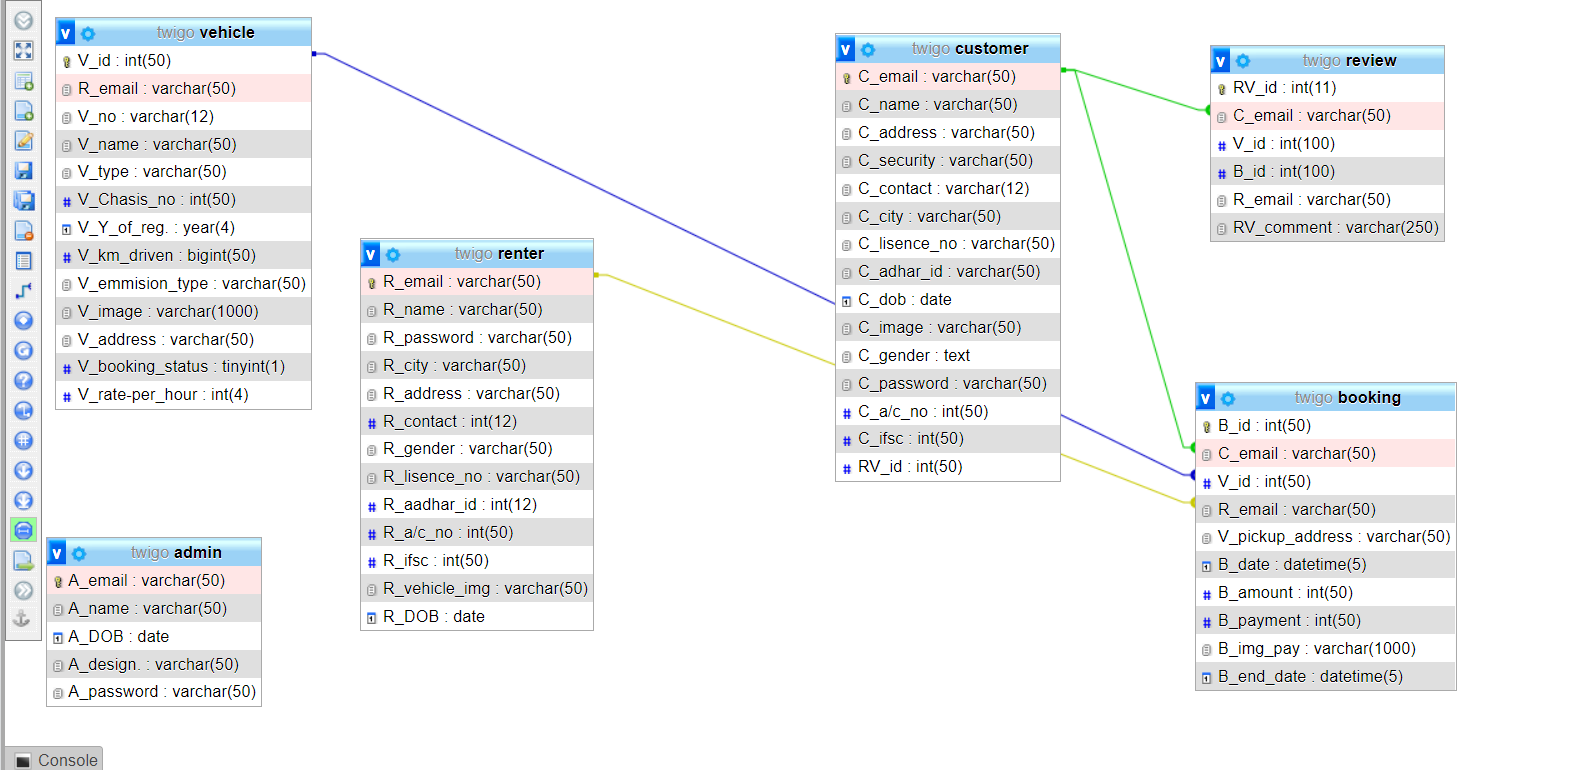 twigo vehicle
V_id : int(50)
R_email : varchar(50)
V_no : varchar(12)
V_name : varchar(50)
V_type : varchar(50)
V_Chasis_no : int(50)
V_Y_of_reg. : year(4)
V_km_driven : bigint(50)
V_emmision_type : varchar(50)
V_image : varchar(1000)
V_address : varchar(50)
V_booking_status : tinyint(1)
V_rate-per_hour : int(4)
twigo renter
R_email : varchar(50)
R_name : varchar(50)
R_password : varchar(50)
R_city : varchar(50)
R_address : varchar(50)
R_contact : int(12)
R_gender : varchar(50)
R_lisence_no : varchar(50)
R_aadhar_id : int(12)
R_a/c_no : int(50)
R_ifsc : int(50)
R_vehicle_img : varchar(50)
R_DOB : date
twigo admin
A_email : varchar(50)
A_name : varchar(50)
A_DOB : date
A_design. : varchar(50)
A_password : varchar(50)
twigo customer
C_email : varchar(50)
C_name : varchar(50)
C_address : varchar(50)
C_security : varchar(50)
C_contact : varchar(12)
C_city : varchar(50)
C_lisence_no : varchar(50)
C_adhar_id : varchar(50)
C_dob : date
C_image : varchar(50)
C_gender : text
C_password : varchar(50)
C_a/c_no : int(50)
C_ifsc : int(50)
RV_id : int(50)
twigo review
RV_id : int(11)
C_email : varchar(50)
V_id : int(100)
B_id : int(100)
R_email : varchar(50)
RV_comment : varchar(250)
twigo booking
B_id : int(50)
C_email : varchar(50)
V_id : int(50)
R_email : varchar(50)
V_pickup_address : varchar(50)
B_date : datetime(5)
B_amount : int(50)
B_payment : int(50)
B_img_pay : varchar(1000)
B_end_date : datetime(5)
Console